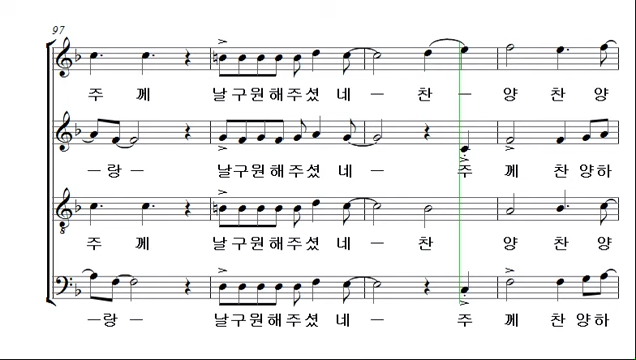 97
주 께 날 구 원 해 주 셨 네 — 찬 — 양 찬 양
— 랑 — 날 구 원 해 주 셨 네 — 주 께 찬 양 하
주 께 날 구 원 해 주 셨 네 — 찬 양 찬 양
— 랑 — 날 구 원 해 주 셨 네 — 주 께 찬 양 하